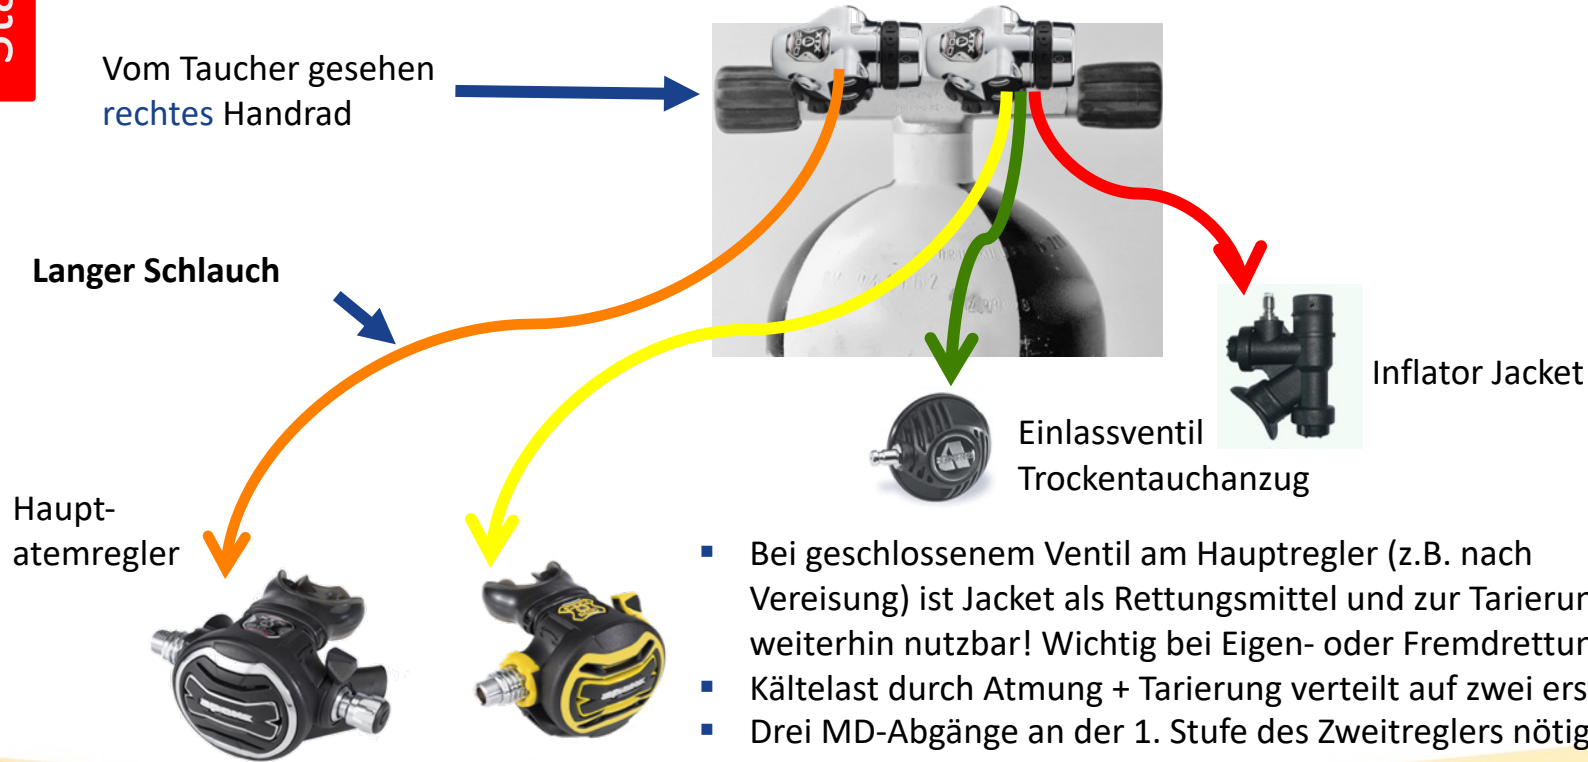 Vom Taucher gesehen
rechtes Handrad
Langer Schlauch
Inflator Jacket
Einlassventil
Trockentauchanzug
Haupt-
atemregler
▪ Bei geschlossenem Ventil am Hauptregler (z.B. nach
Vereisung) ist Jacket als Rettungsmittel und zur Tarierun
weiterhin nutzbar! Wichtig bei Eigen- oder Fremdrettun
▪ Kältelast durch Atmung + Tarierung verteilt auf zwei ers
▪ Drei MD-Abgänge an der 1. Stufe des Zweitreglers nötig